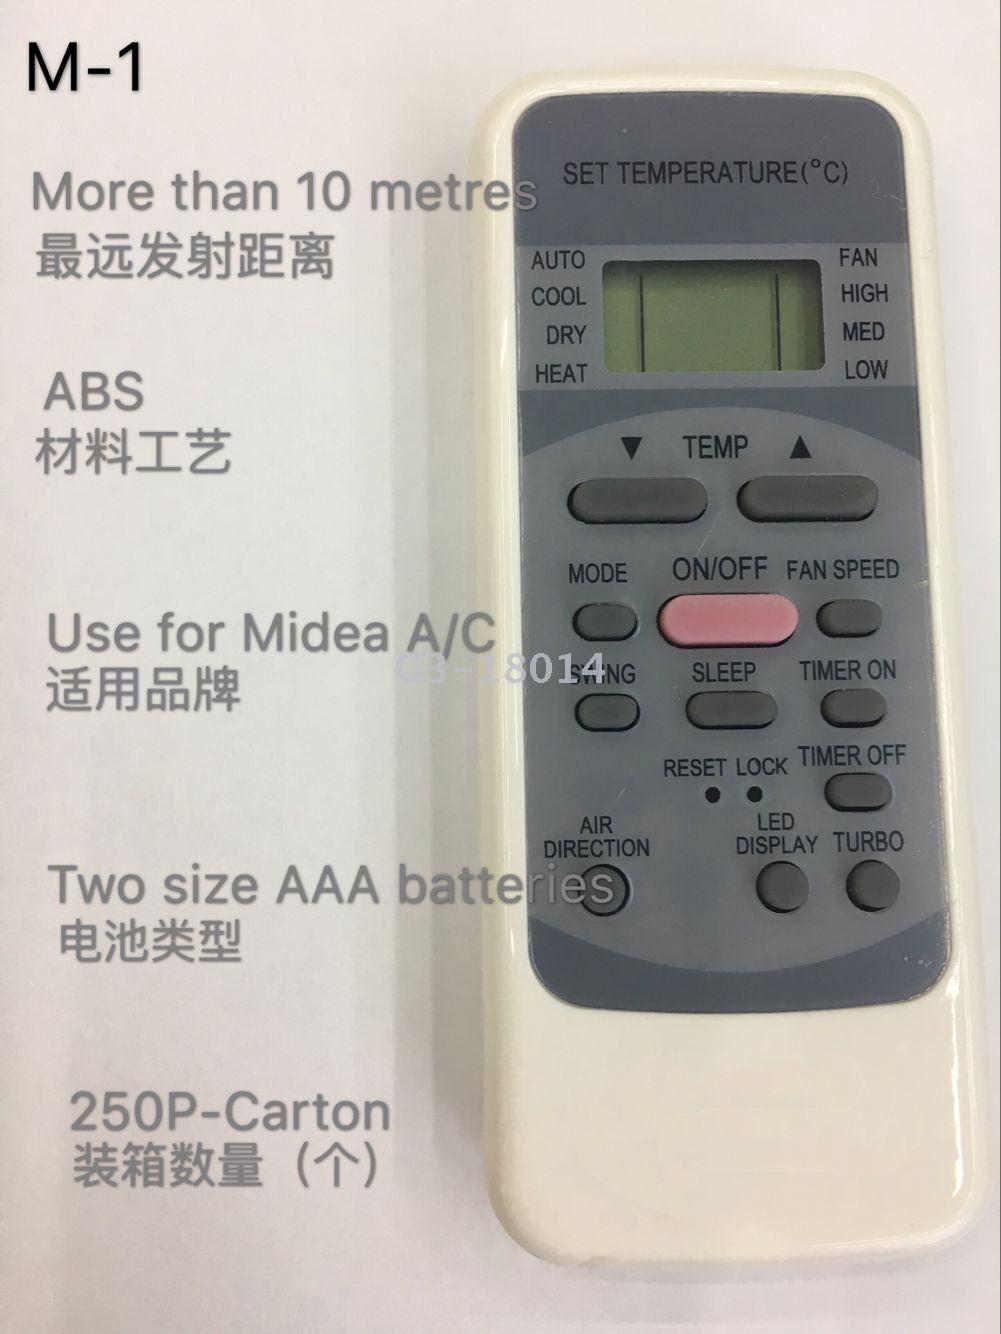 M-1
More than 10 metres
最远发射距离
ABS
材料工艺
Use for Midea A/C
适用品牌
G3-18014
Two size AAA batteries
电池类型
250P-Carton
装箱数量（个）
SET TEMPERATURE(°C)
AUTO
COOL
DRY
HEAT
FAN
HIGH
MED
LOW
▼ TEMP ▲
MODE ON/OFF FAN SPEED
SWING SLEEP TIMER ON
RESET LOCK TIMER OFF
AIR
DIRECTION
LED
DISPLAY
TURBO